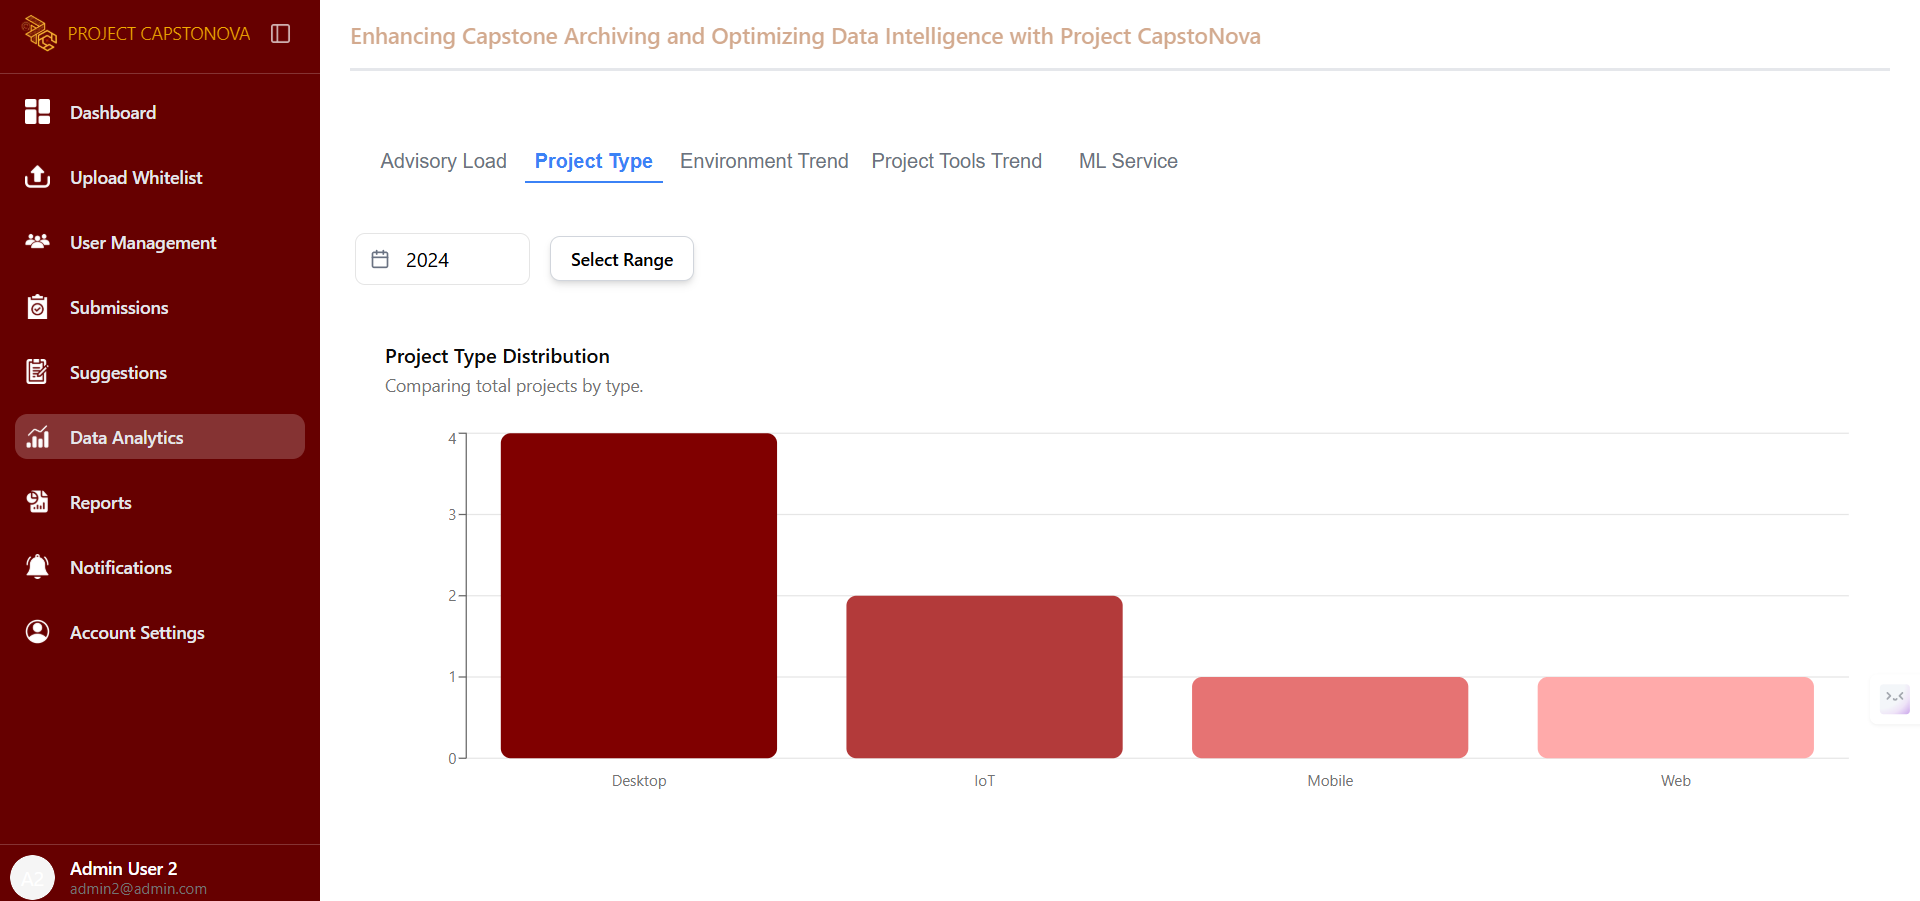 PROJECT CAPSTONOVA
Dashboard
Upload Whitelist
User Management
Submissions
Suggestions
Data Analytics
Reports
Notifications
Account Settings
A2
Admin User 2
admin2@admin.com
Enhancing Capstone Archiving and Optimizing Data Intelligence with Project CapstoNova
Advisory Load Project Type Environment Trend Project Tools Trend ML Service
2024 Select Range
Project Type Distribution
Comparing total projects by type.
4
3
2
1
0
Desktop IoT Mobile Web